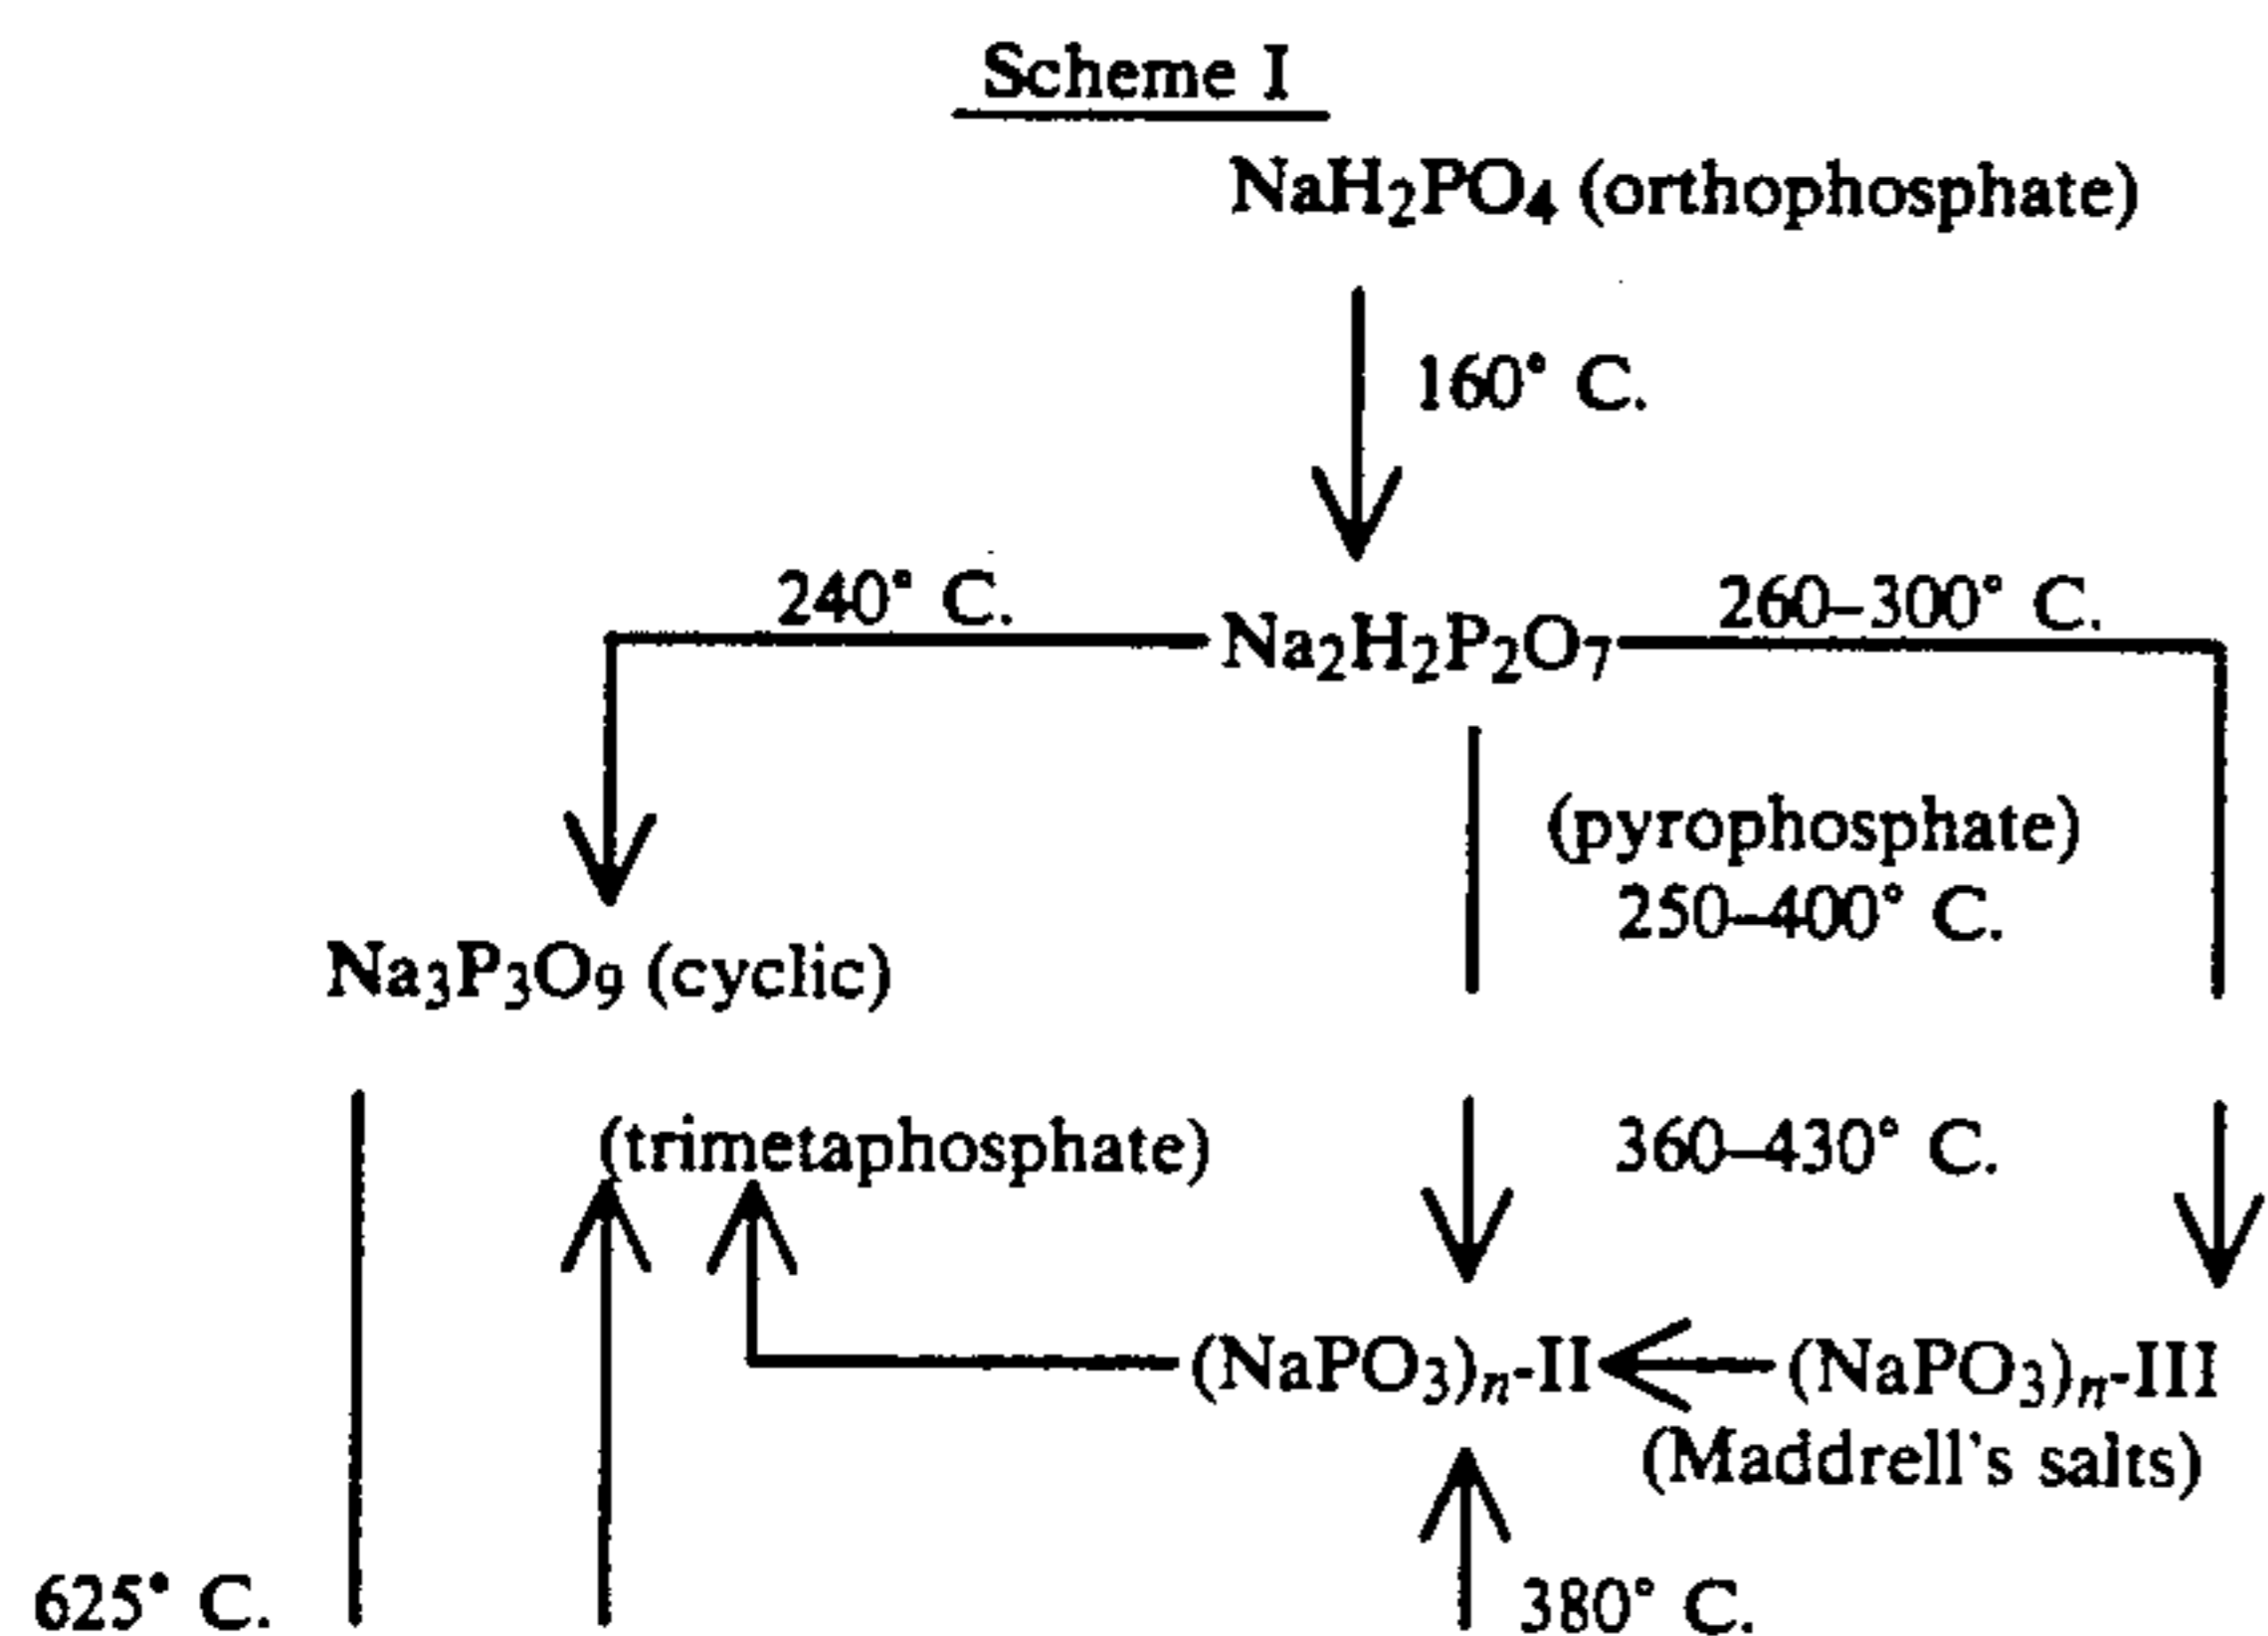 Scheme I
NaH₂PO₄ (orthophosphate)
160° C.
240° C.
Na₂H₂P₂O₇
260–300° C.
(pyrophosphate)
250–400° C.
Na₃P₃O₉ (cyclic)
(trimetaphosphate)
360–430° C.
(NaPO₃)ₙ-II
(NaPO₃)ₙ-III
(Maddrell's salts)
625° C.
380° C.